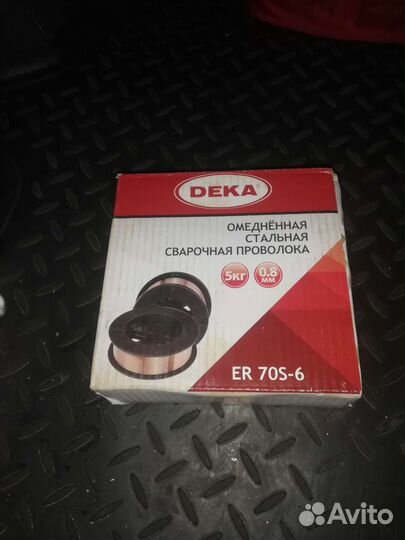 DEKA
ОМЕДНЁННАЯ
СТАЛЬНАЯ
СВАРОЧНАЯ ПРОВОЛОКА
5КГ 0.8 ММ
ER 70S-6
Avito